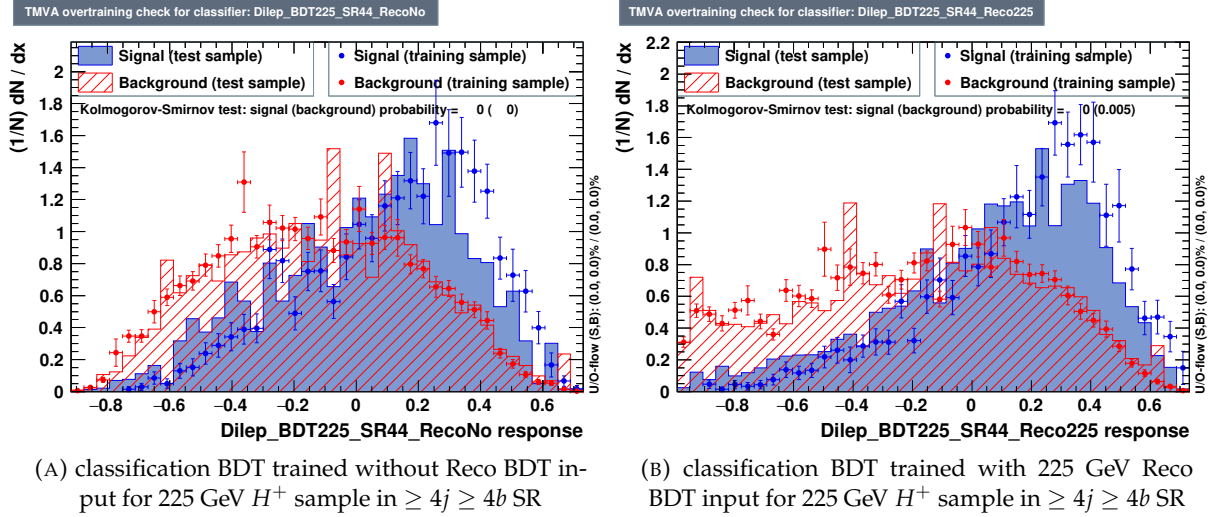 TMVA overtraining check for classifier: Dilep_BDT225_SR44_RecoNo
(1/N) dN / dx
Signal (test sample)
Background (test sample)
Signal (training sample)
Background (training sample)
Kolmogorov-Smirnov test: signal (background) probability = 0 ( 0)
2
1.8
1.6
1.4
1.2
1
0.8
0.6
0.4
0.2
0
−0.8 −0.6 −0.4 −0.2 0 0.2 0.4 0.6
Dilep_BDT225_SR44_RecoNo response
U/O-flow (S,B): (0.0, 0.0)% / (0.0, 0.0)%
(A) classification BDT trained without Reco BDT in-
put for 225 GeV H+ sample in ≥ 4j ≥ 4b SR
TMVA overtraining check for classifier: Dilep_BDT225_SR44_Reco225
(1/N) dN / dx
Signal (test sample)
Background (test sample)
Signal (training sample)
Background (training sample)
Kolmogorov-Smirnov test: signal (background) probability = 0 (0.005)
2.2
2
1.8
1.6
1.4
1.2
1
0.8
0.6
0.4
0.2
0
−0.8 −0.6 −0.4 −0.2 0 0.2 0.4 0.6
Dilep_BDT225_SR44_Reco225 response
U/O-flow (S,B): (0.0, 0.0)% / (0.0, 0.0)%
(B) classification BDT trained with 225 GeV Reco
BDT input for 225 GeV H+ sample in ≥ 4j ≥ 4b SR